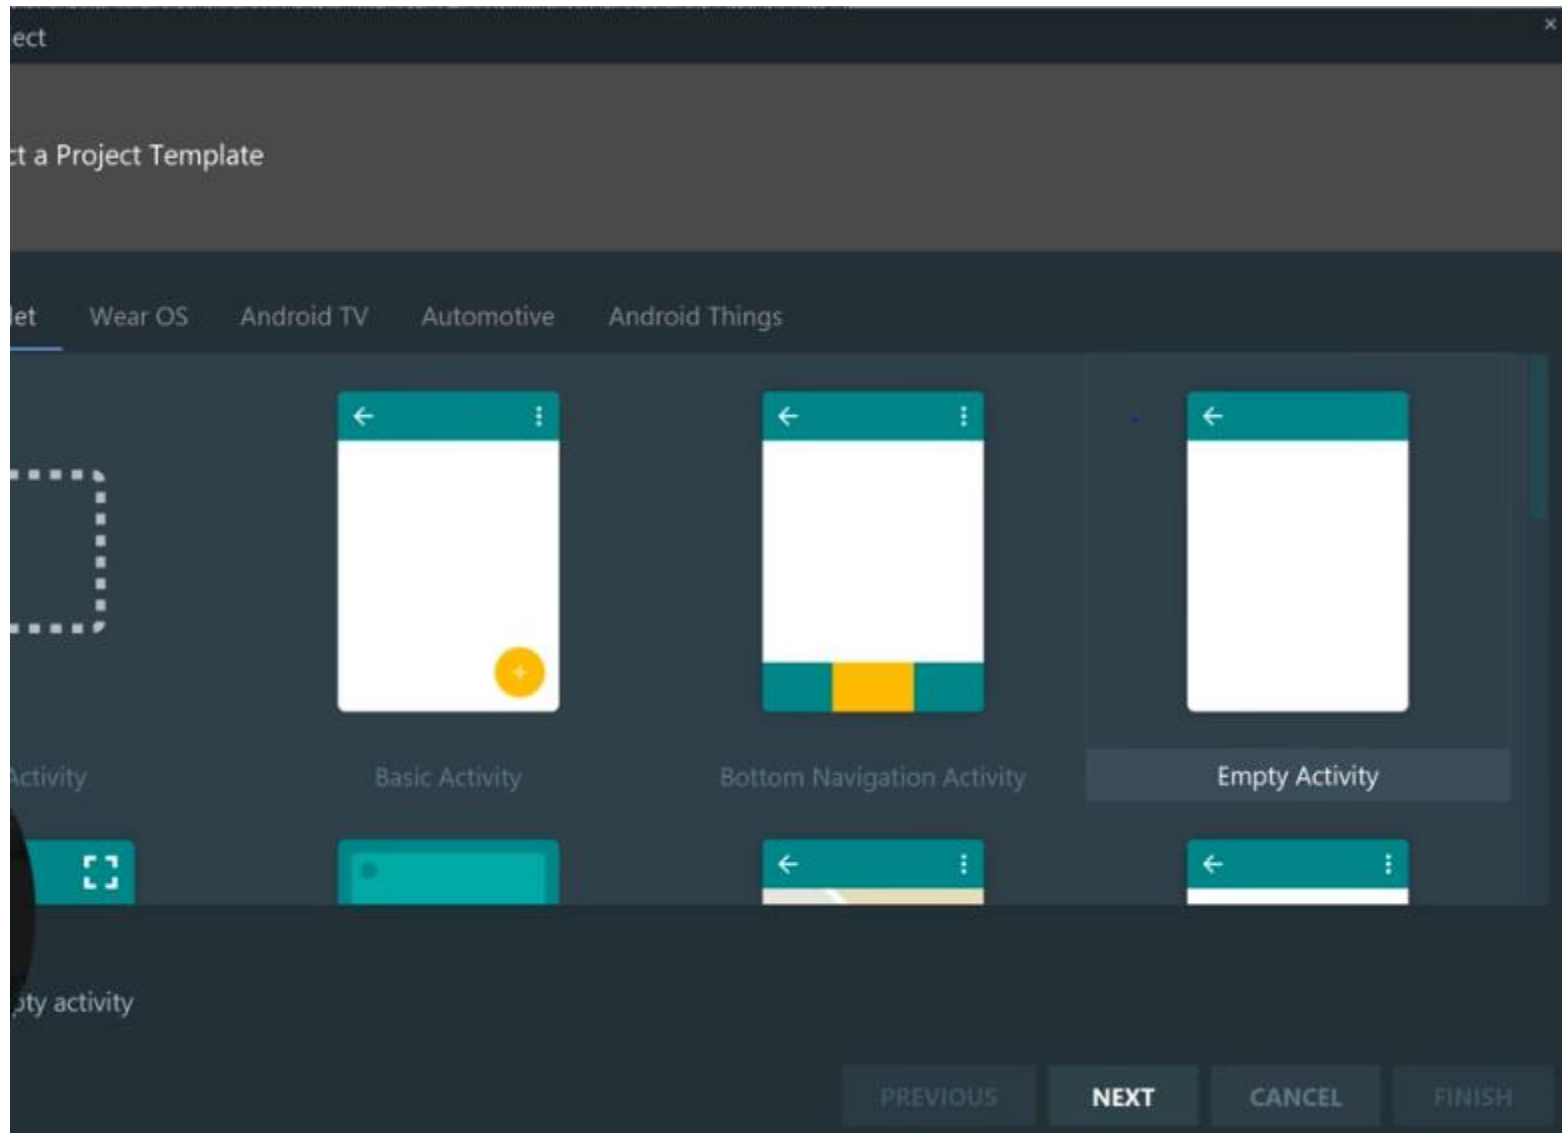 ect
ct a Project Template
let Wear OS Android TV Automotive Android Things
Activity Basic Activity Bottom Navigation Activity Empty Activity
pty activity
PREVIOUS NEXT CANCEL FINISH